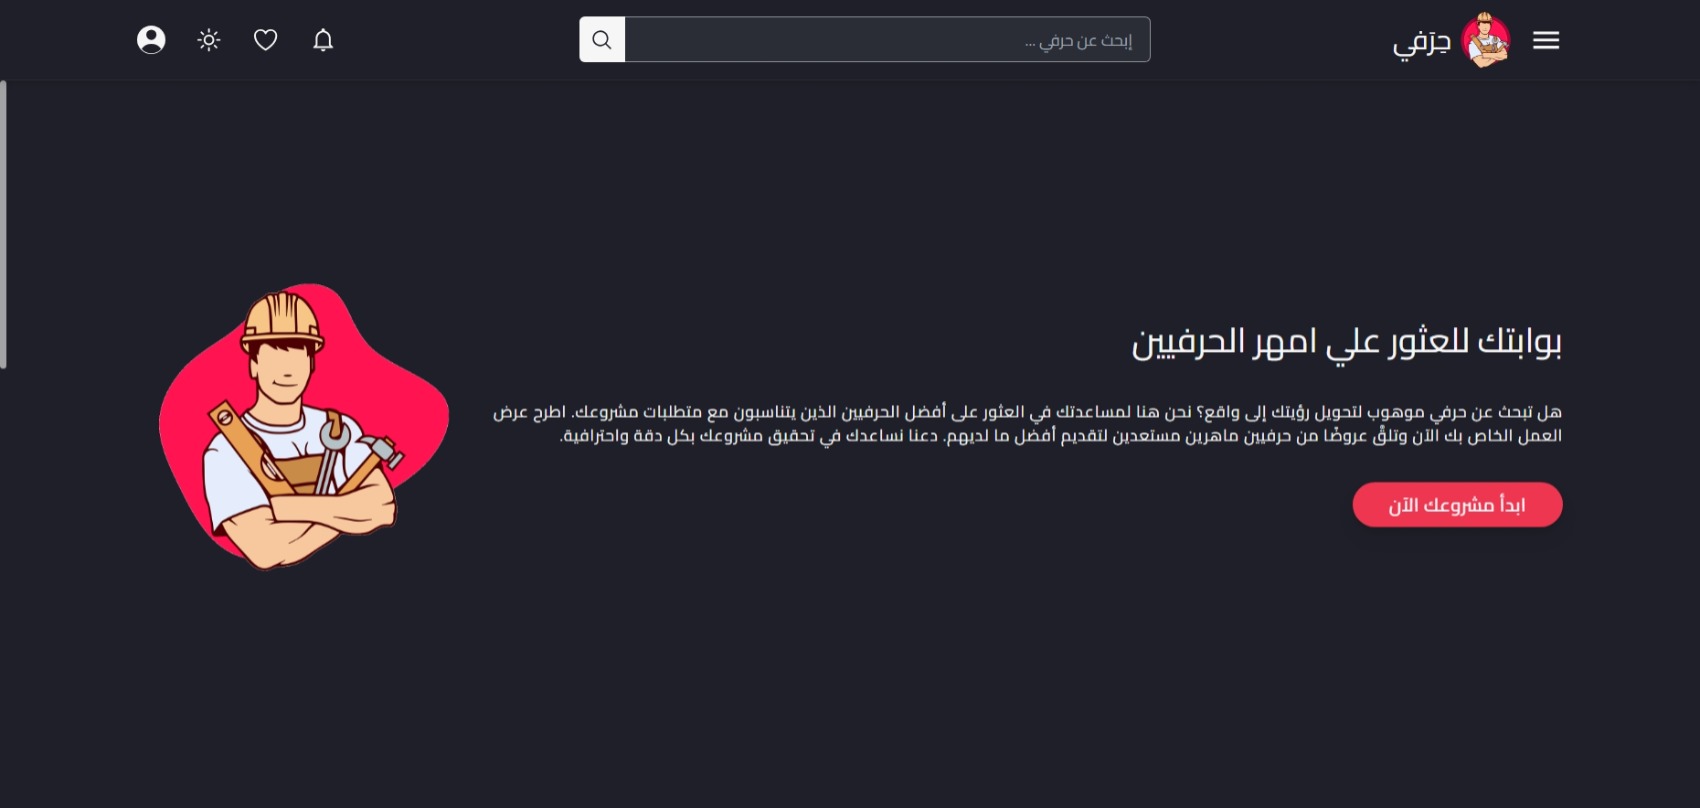 حِرَفي
إبحث عن حرفي ...
بوابتك للعثور علي امهر الحرفيين
هل تبحث عن حرفي موهوب لتحويل رؤيتك إلى واقع؟ نحن هنا لمساعدتك في العثور على أفضل الحرفيين الذين يتناسبون مع متطلبات مشروعك. اطرح عرض
العمل الخاص بك الآن وتلقَّ عروضًا من حرفيين ماهرين مستعدين لتقديم أفضل ما لديهم. دعنا نساعدك في تحقيق مشروعك بكل دقة واحترافية.
ابدأ مشروعك الآن